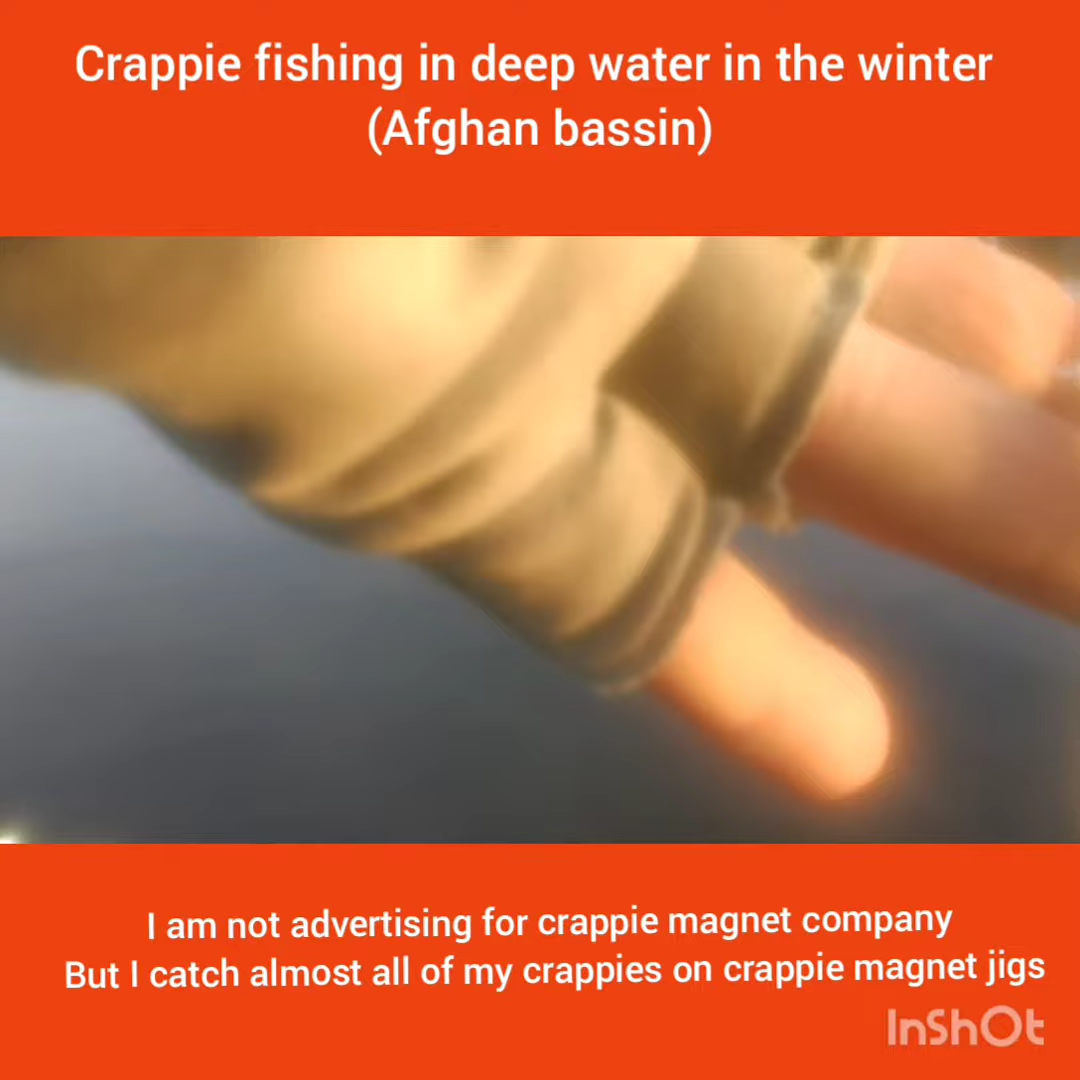 Crappie fishing in deep water in the winter
(Afghan bassin)
I am not advertising for crappie magnet company
But I catch almost all of my crappies on crappie magnet jigs
InShOt